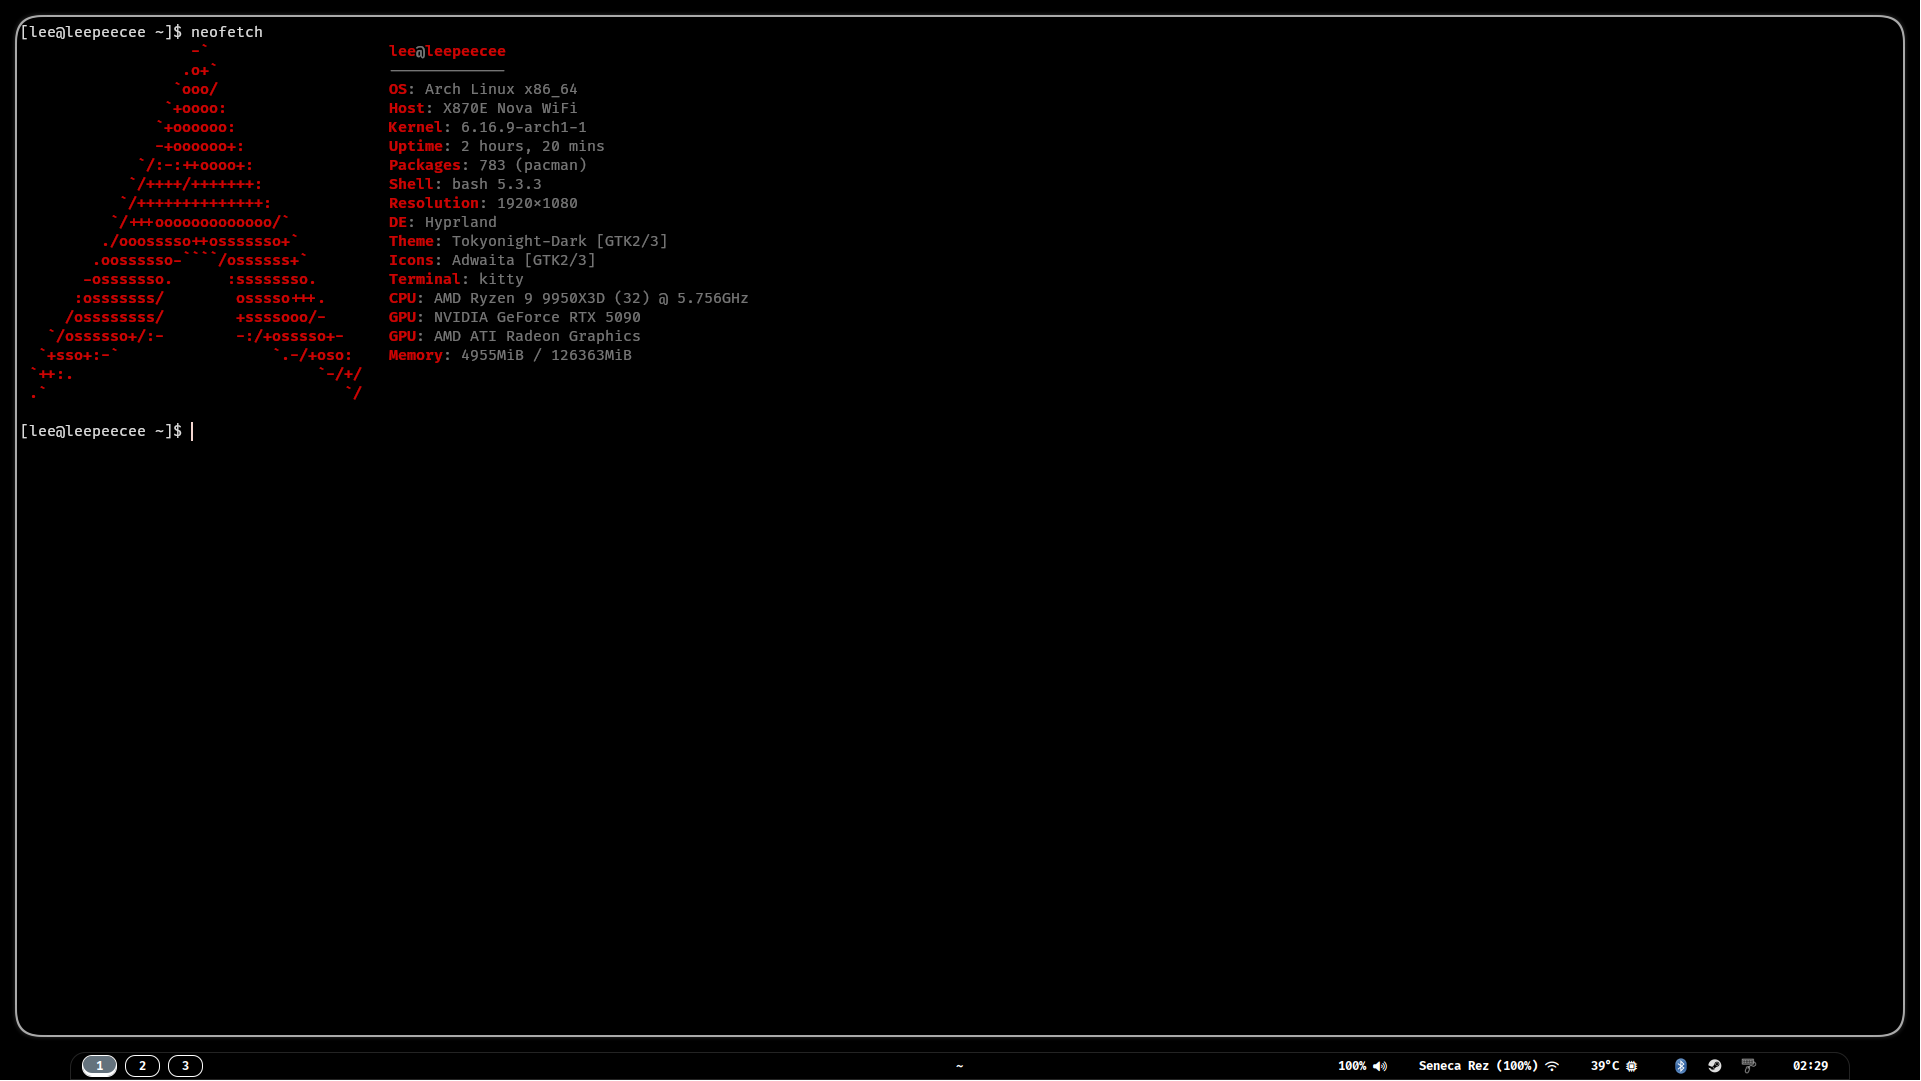 [lee@leepeecee ~]$ neofetch
                   -`                    lee@leepeecee
                  .o+`                   -------------
                 `ooo/                   OS: Arch Linux x86_64
                `+oooo:                  Host: X870E Nova WiFi
               `+oooooo:                 Kernel: 6.16.9-arch1-1
               -+oooooo+:                Uptime: 2 hours, 20 mins
             `/:-:++oooo+:               Packages: 783 (pacman)
            `/++++/+++++++:              Shell: bash 5.3.3
           `/++++++++++++++:             Resolution: 1920x1080
          `/+++ooooooooooooo/`           DE: Hyprland
         ./ooosssso++osssssso+`          Theme: Tokyonight-Dark [GTK2/3]
        .oossssso-````/ossssss+`         Icons: Adwaita [GTK2/3]
       -osssssso.      :ssssssso.        Terminal: kitty
      :osssssss/        osssso+++.       CPU: AMD Ryzen 9 9950X3D (32) @ 5.756GHz
     /ossssssss/        +ssssooo/-       GPU: NVIDIA GeForce RTX 5090
   `/ossssso+/:-        -:/+osssso+-     GPU: AMD ATI Radeon Graphics
  `+sso+:-`                 `.-/+oso:    Memory: 4955MiB / 126363MiB
 `++:.                           `-/+/
 .`                                 `/
[lee@leepeecee ~]$
1 2 3 ~ 100% Seneca Rez (100%) 39°C 02:29